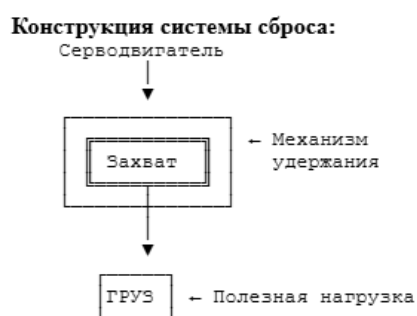 Конструкция системы сброса:
Серводвигатель
Захват
← Механизм
удержания
ГРУЗ
← Полезная нагрузка